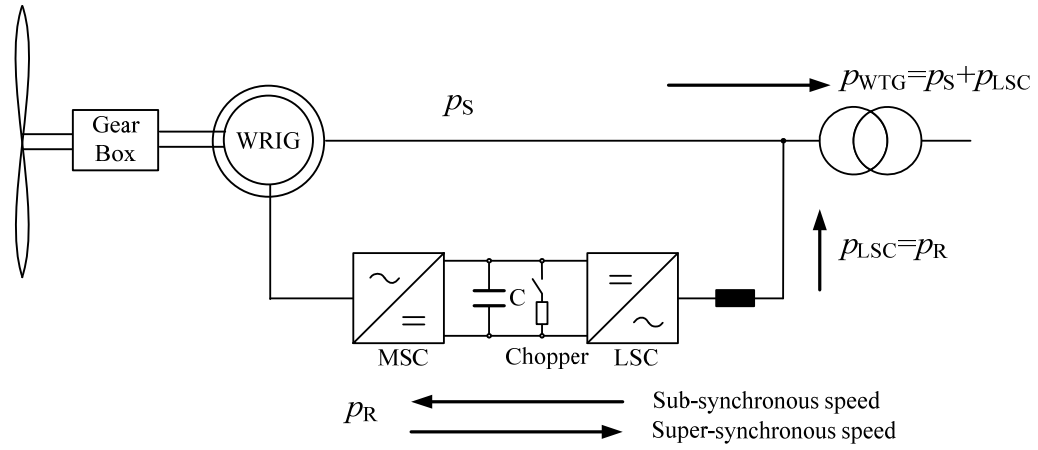 p_WTG=p_S+p_LSC
p_S
Gear
Box
WRIG
p_LSC=p_R
C
MSC
Chopper
LSC
p_R
Sub-synchronous speed
Super-synchronous speed